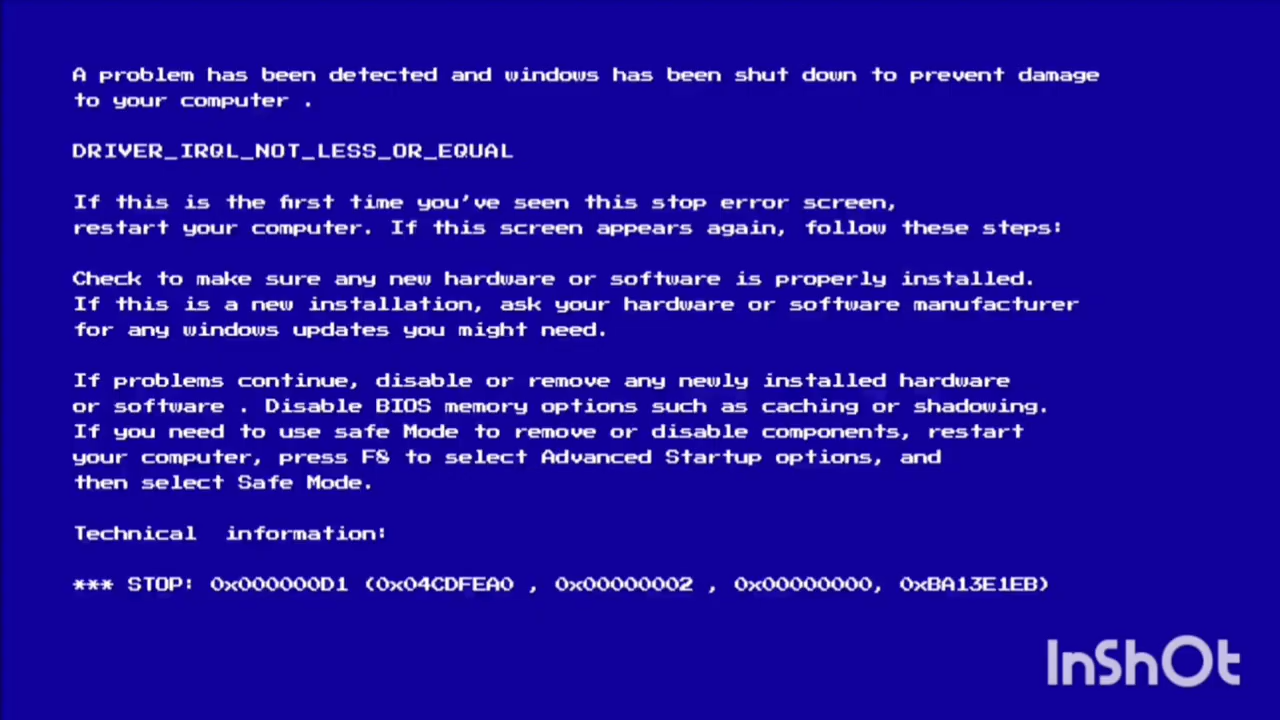 A problem has been detected and windows has been shut down to prevent damage
to your computer .
DRIVER_IRQL_NOT_LESS_OR_EQUAL
If this is the first time you've seen this stop error screen,
restart your computer. If this screen appears again, follow these steps:
Check to make sure any new hardware or software is properly installed.
If this is a new installation, ask your hardware or software manufacturer
for any windows updates you might need.
If problems continue, disable or remove any newly installed hardware
or software . Disable BIOS memory options such as caching or shadowing.
If you need to use safe Mode to remove or disable components, restart
your computer, press F& to select Advanced Startup options, and
then select Safe Mode.
Technical  information:
*** STOP: 0x000000D1 (0x04CDFEA0 , 0x00000002 , 0x00000000, 0xBA13E1EB)
InShOt